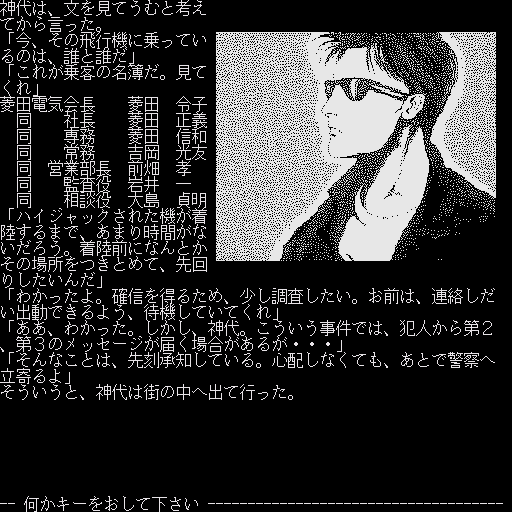 神代は、文を見てうむと考え
てから言った。
「今、その飛行機に乗ってい
るのは、誰と誰だ」
「これが乗客の名簿だ。見て
くれ」
菱田電気会長　　菱田　令子
　同　　社長　　菱田　正義
　同　　専務　　菱田　信和
　同　　常務　　吉岡　允友
　同　営業部長　前畑　孝
　同　　監査役　岩井　一
　同　　相談役　大島　貞明
「ハイジャックされた機が着
陸するまで、あまり時間がな
いだろう。着陸前になんとか
その場所をつきとめて、先回
りしたいんだ」
「わかったよ。確信を得るため、少し調査したい。お前は、連絡しだ
い出動できるよう、待機していてくれ」
「ああ、わかった。しかし、神代。こういう事件では、犯人から第２
、第３のメッセージが届く場合があるが・・・」
「そんなことは、先刻承知している。心配しなくても、あとで警察へ
立寄るよ」
そういうと、神代は街の中へ出て行った。
-- 何かキーをおして下さい -------------------------------------